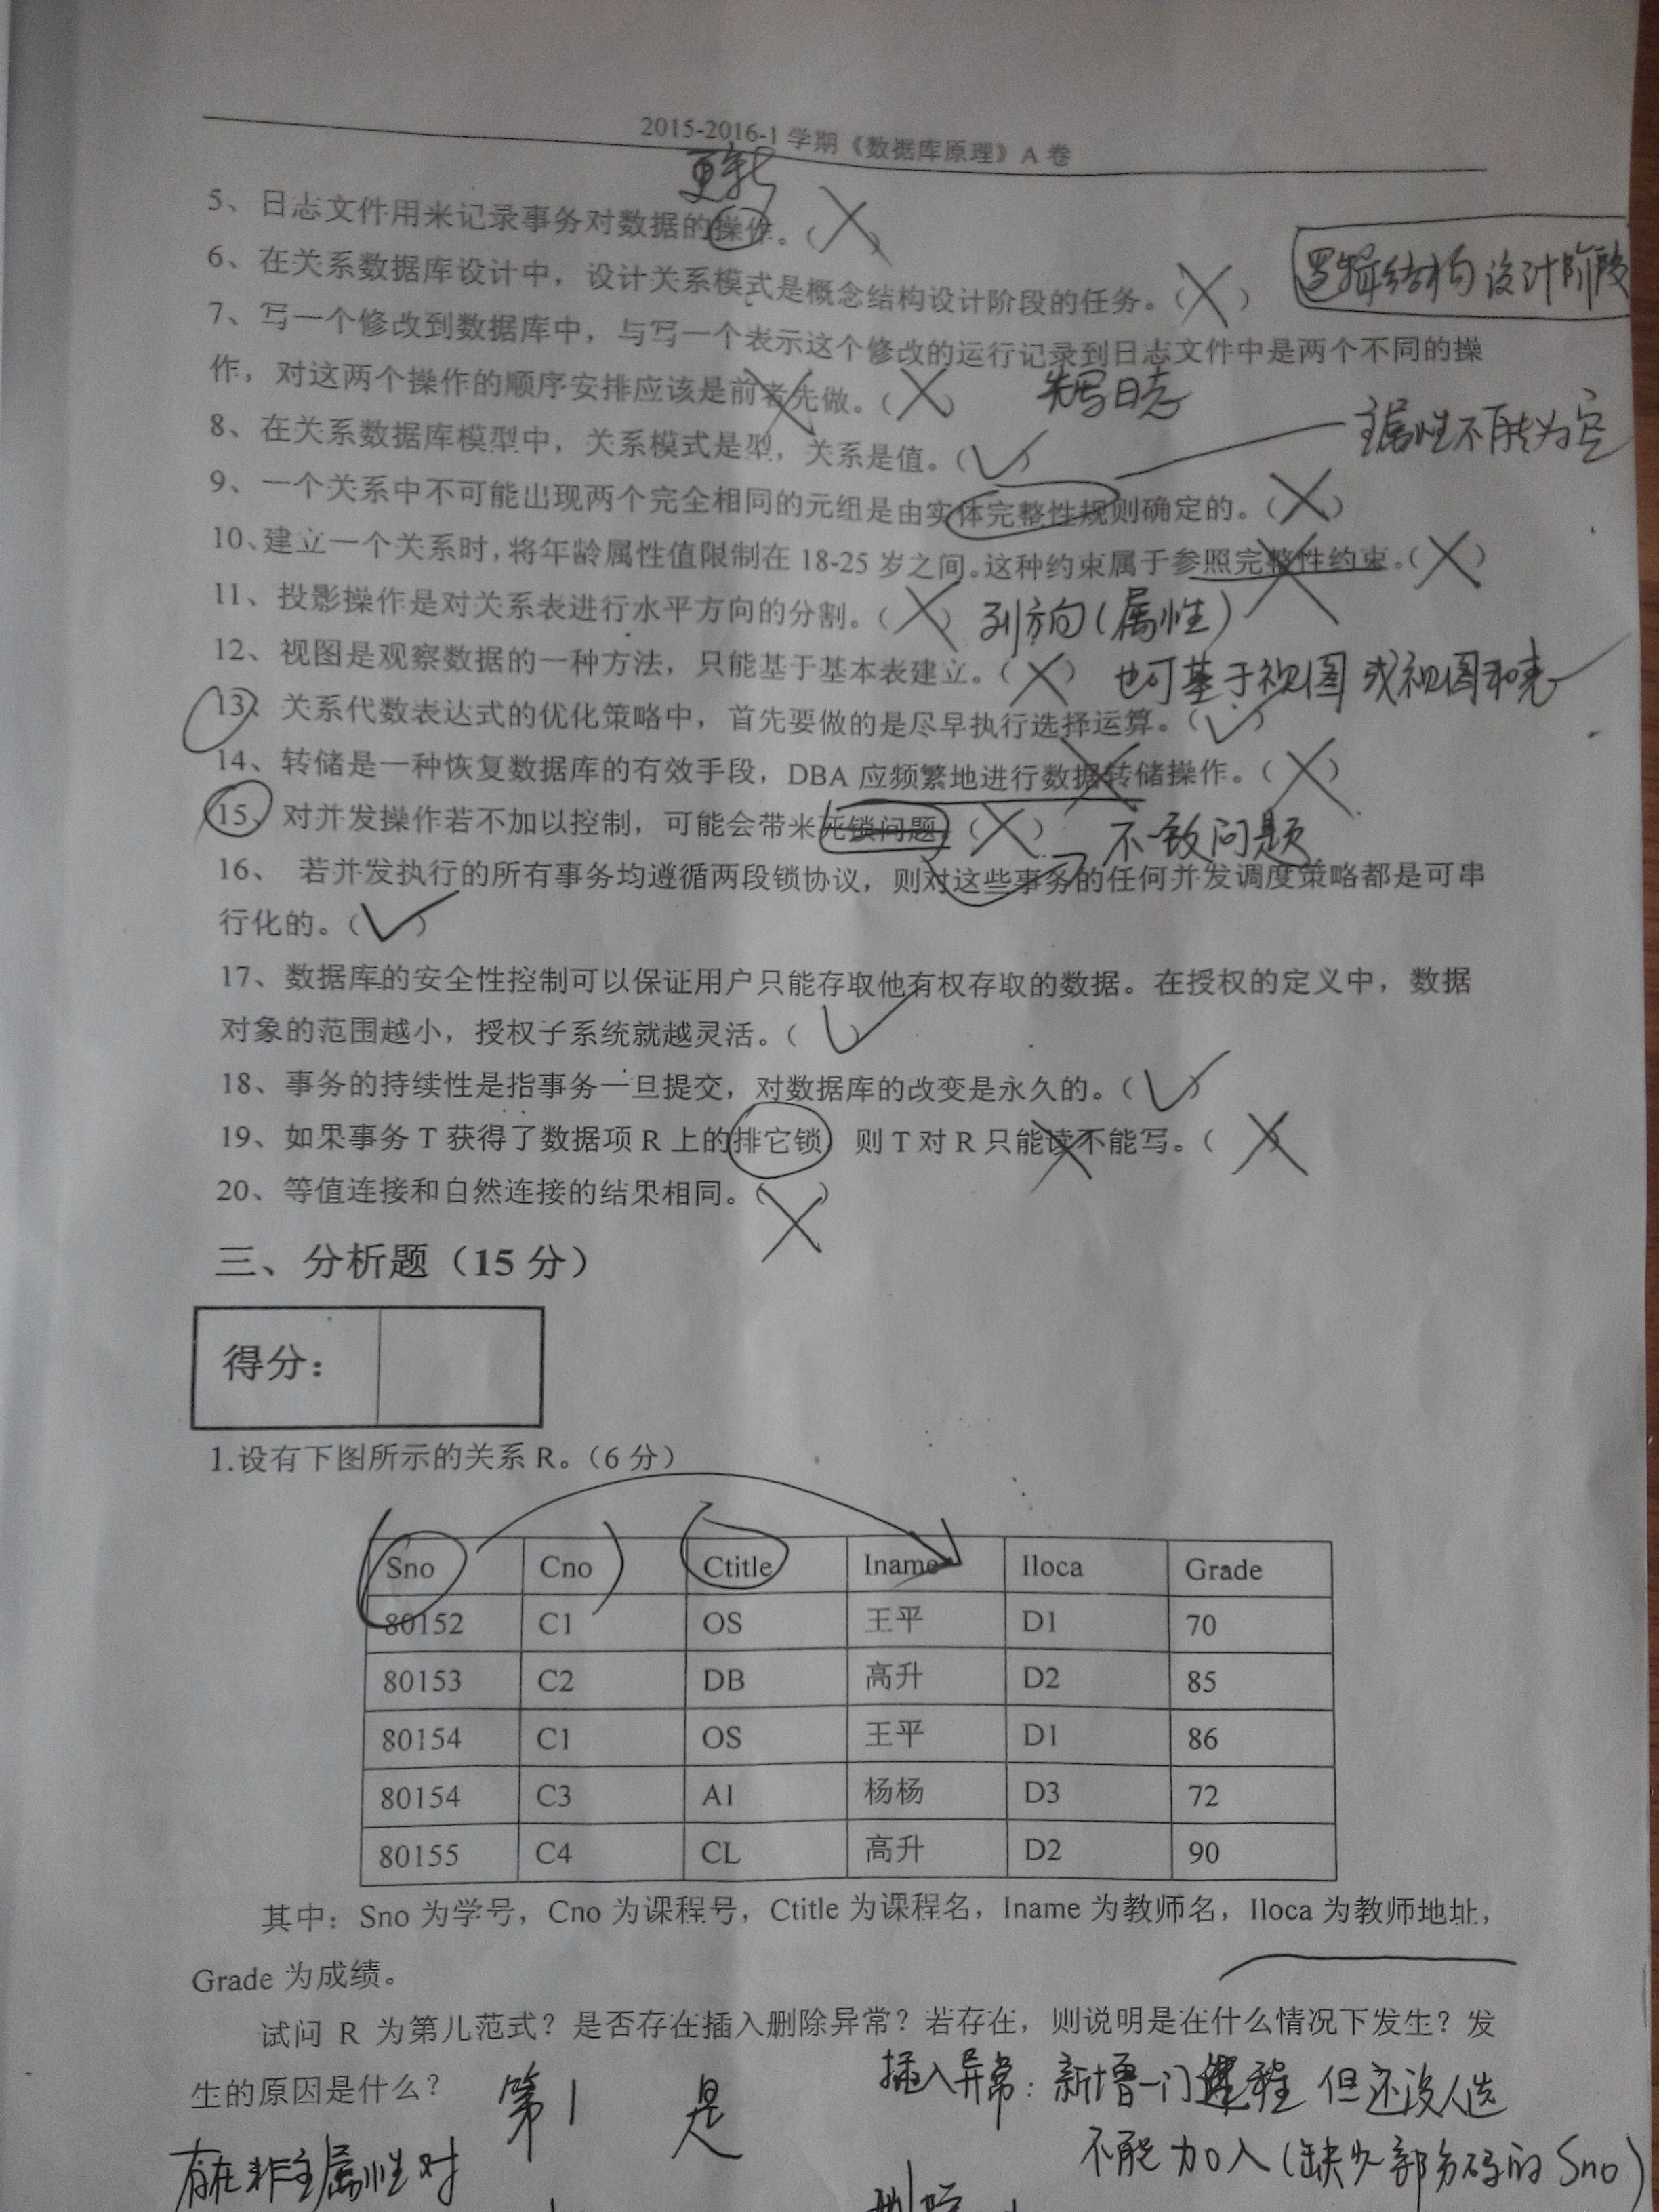 2015-2016-1 学期《数据库原理》A 卷
更新
5、日志文件用来记录事务对数据的操作。(╳)
6、在关系数据库设计中，设计关系模式是概念结构设计阶段的任务。(╳)
逻辑结构设计阶段
7、写一个修改到数据库中，与写一个表示这个修改的运行记录到日志文件中是两个不同的操
作，对这两个操作的顺序安排应该是前者先做。(╳) 先写日志
8、在关系数据库模型中，关系模式是型，关系是值。(✓)
主属性不能为空
9、一个关系中不可能出现两个完全相同的元组是由实体完整性规则确定的。(╳)
10、建立一个关系时，将年龄属性值限制在 18-25 岁之间。这种约束属于参照完整性约束。(╳)
11、投影操作是对关系表进行水平方向的分割。(╳) 列方向(属性)
12、视图是观察数据的一种方法，只能基于基本表建立。(╳) 也可基于视图 或视图和表
13、关系代数表达式的优化策略中，首先要做的是尽早执行选择运算。(✓)
14、转储是一种恢复数据库的有效手段，DBA 应频繁地进行数据转储操作。(╳)
15、对并发操作若不加以控制，可能会带来死锁问题。(╳) 不一致问题
16、若并发执行的所有事务均遵循两段锁协议，则对这些事务的任何并发调度策略都是可串
行化的。(✓)
17、数据库的安全性控制可以保证用户只能存取他有权存取的数据。在授权的定义中，数据
对象的范围越小，授权子系统就越灵活。(✓)
18、事务的持续性是指事务一旦提交，对数据库的改变是永久的。(✓)
19、如果事务 T 获得了数据项 R 上的排它锁，则 T 对 R 只能读不能写。(╳)
20、等值连接和自然连接的结果相同。(╳)
三、分析题（15 分）
得分：
1.设有下图所示的关系 R。（6 分）
Sno Cno Ctitle Iname Iloca Grade
80152 C1 OS 王平 D1 70
80153 C2 DB 高升 D2 85
80154 C1 OS 王平 D1 86
80154 C3 AI 杨杨 D3 72
80155 C4 CL 高升 D2 90
其中：Sno 为学号，Cno 为课程号，Ctitle 为课程名，Iname 为教师名，Iloca 为教师地址，
Grade 为成绩。
试问 R 为第几范式？是否存在插入删除异常？若存在，则说明是在什么情况下发生？发
生的原因是什么？
第1 是
插入异常：新增一门课程 但还没人选
不能加入(缺少部分码的 Sno)
存在非主属性对
删除